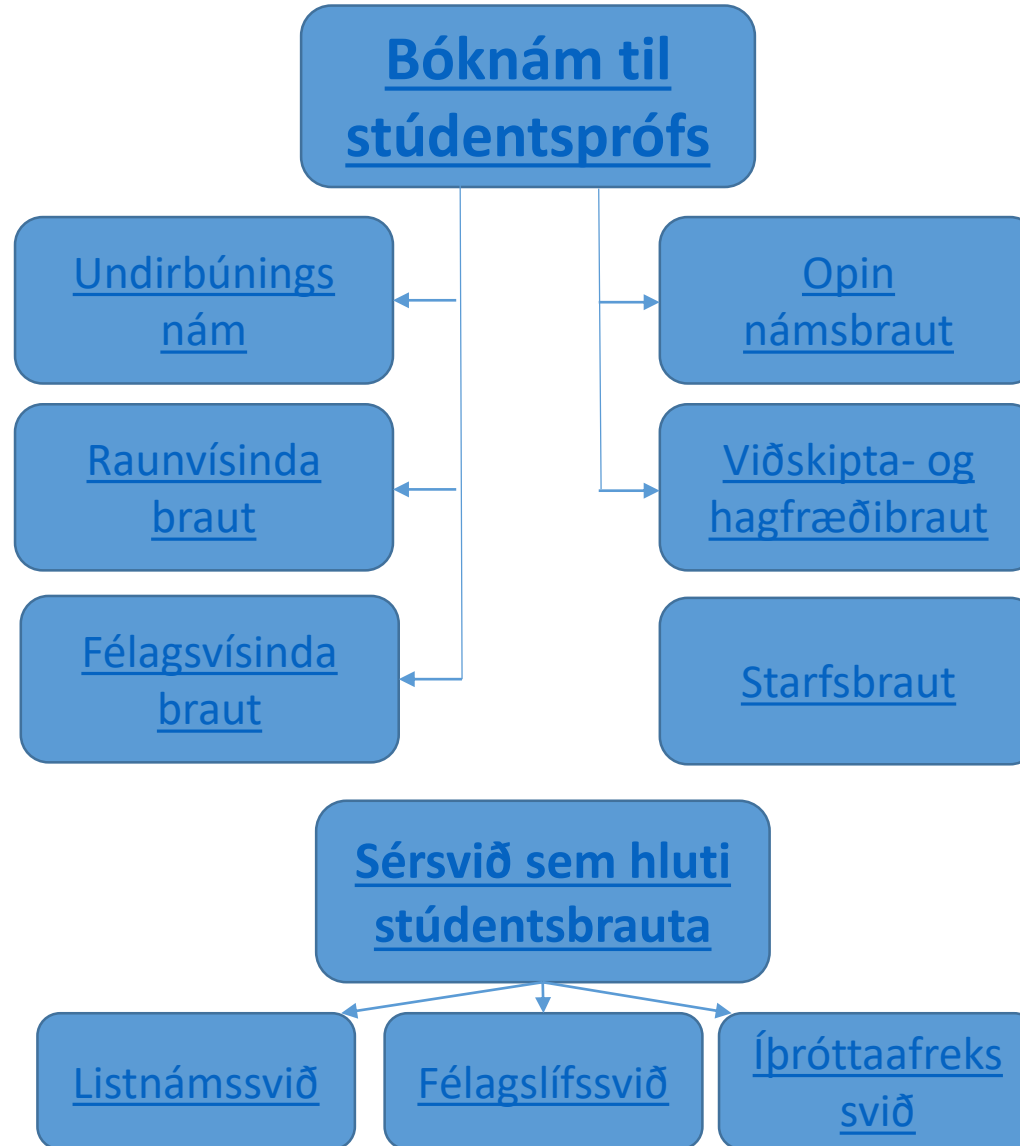 Bóknám til
stúdentsprófs
Undirbúnings
nám
Opin
námsbraut
Raunvísinda
braut
Viðskipta- og
hagfræðibraut
Félagsvísinda
braut
Starfsbraut
Sérsvið sem hluti
stúdentsbrauta
Listnámssvið
Félagslífssvið
Íþróttaafreks
svið